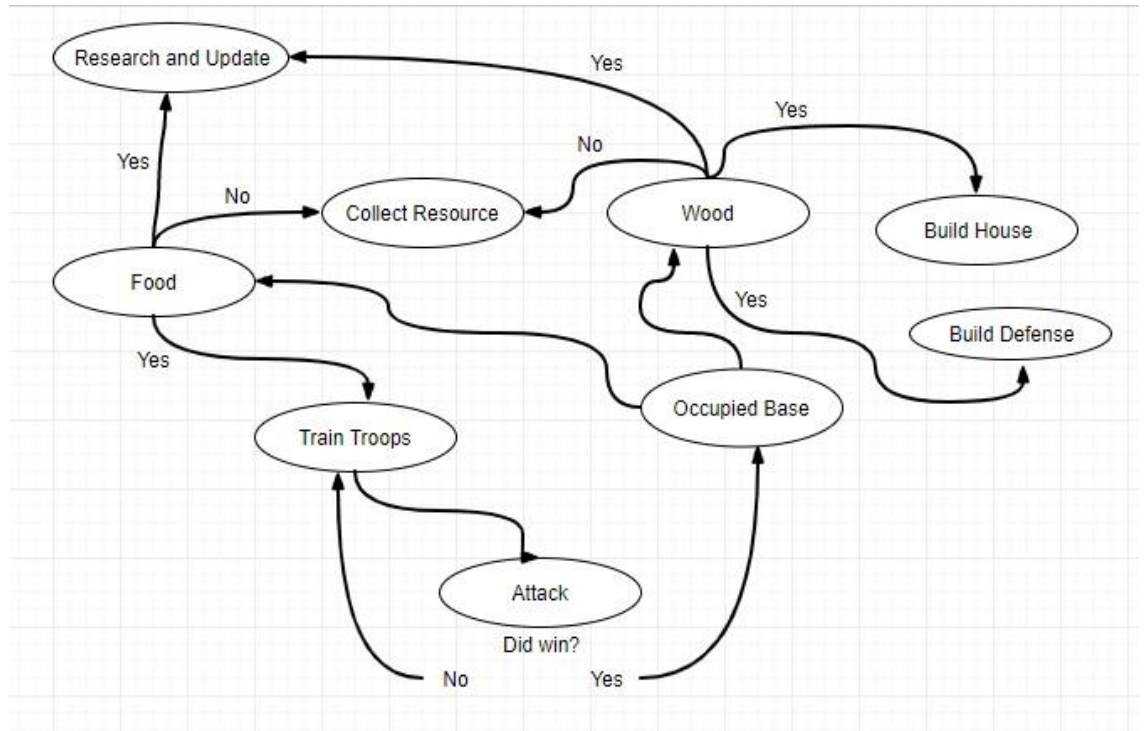 Research and Update
Yes
Yes
Yes
No
No
Collect Resource
Wood
Build House
Food
Yes
Build Defense
Yes
Occupied Base
Train Troops
Attack
Did win?
No
Yes